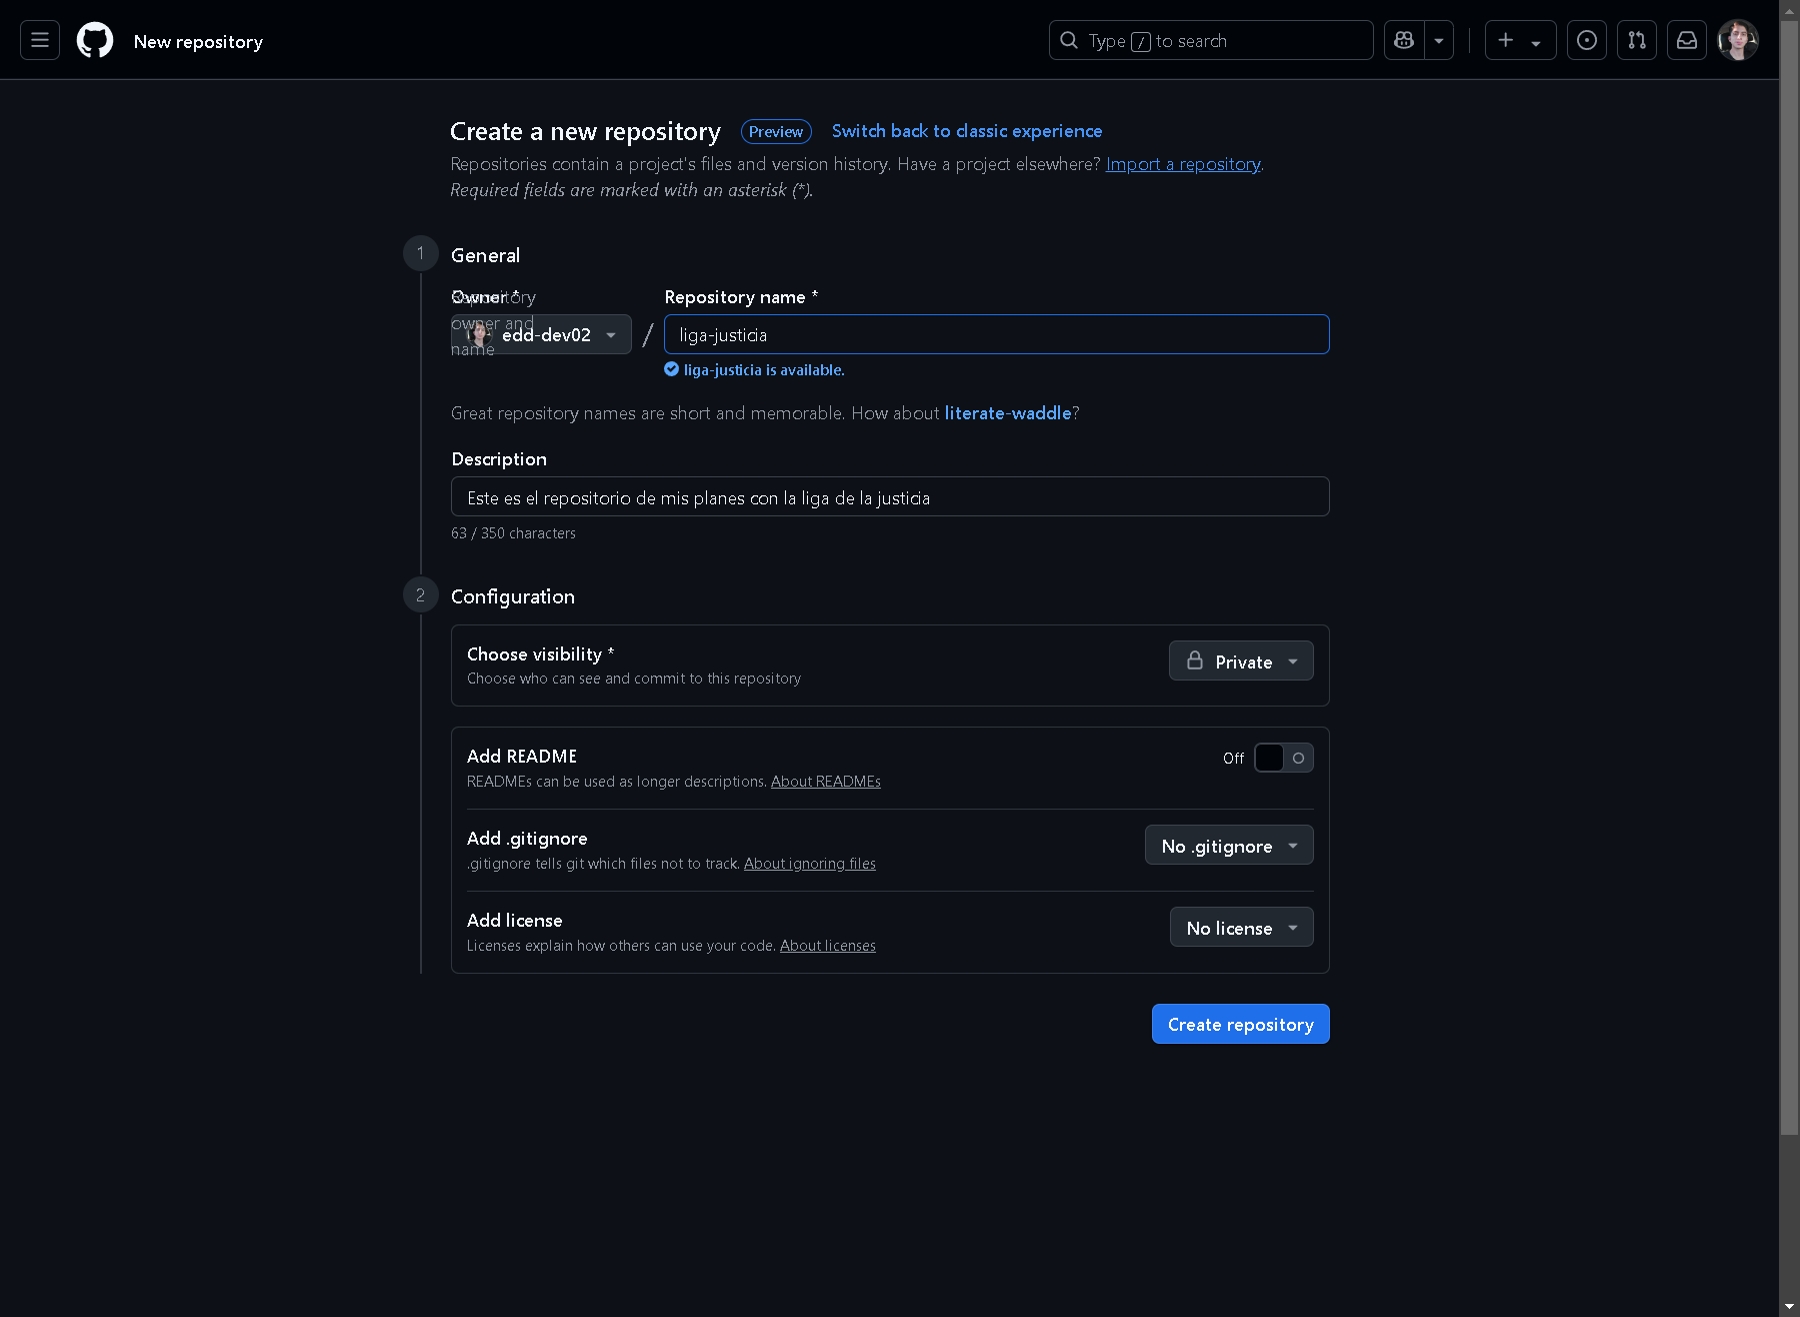 New repository
Type / to search
Create a new repository Preview Switch back to classic experience
Repositories contain a project's files and version history. Have a project elsewhere? Import a repository.
Required fields are marked with an asterisk (*).
1 General
Owner * Repository name *
Repository
owner and
name
edd-dev02 / liga-justicia
liga-justicia is available.
Great repository names are short and memorable. How about literate-waddle?
Description
Este es el repositorio de mis planes con la liga de la justicia
63 / 350 characters
2 Configuration
Choose visibility * Private
Choose who can see and commit to this repository
Add README Off
READMEs can be used as longer descriptions. About READMEs
Add .gitignore No .gitignore
.gitignore tells git which files not to track. About ignoring files
Add license No license
Licenses explain how others can use your code. About licenses
Create repository